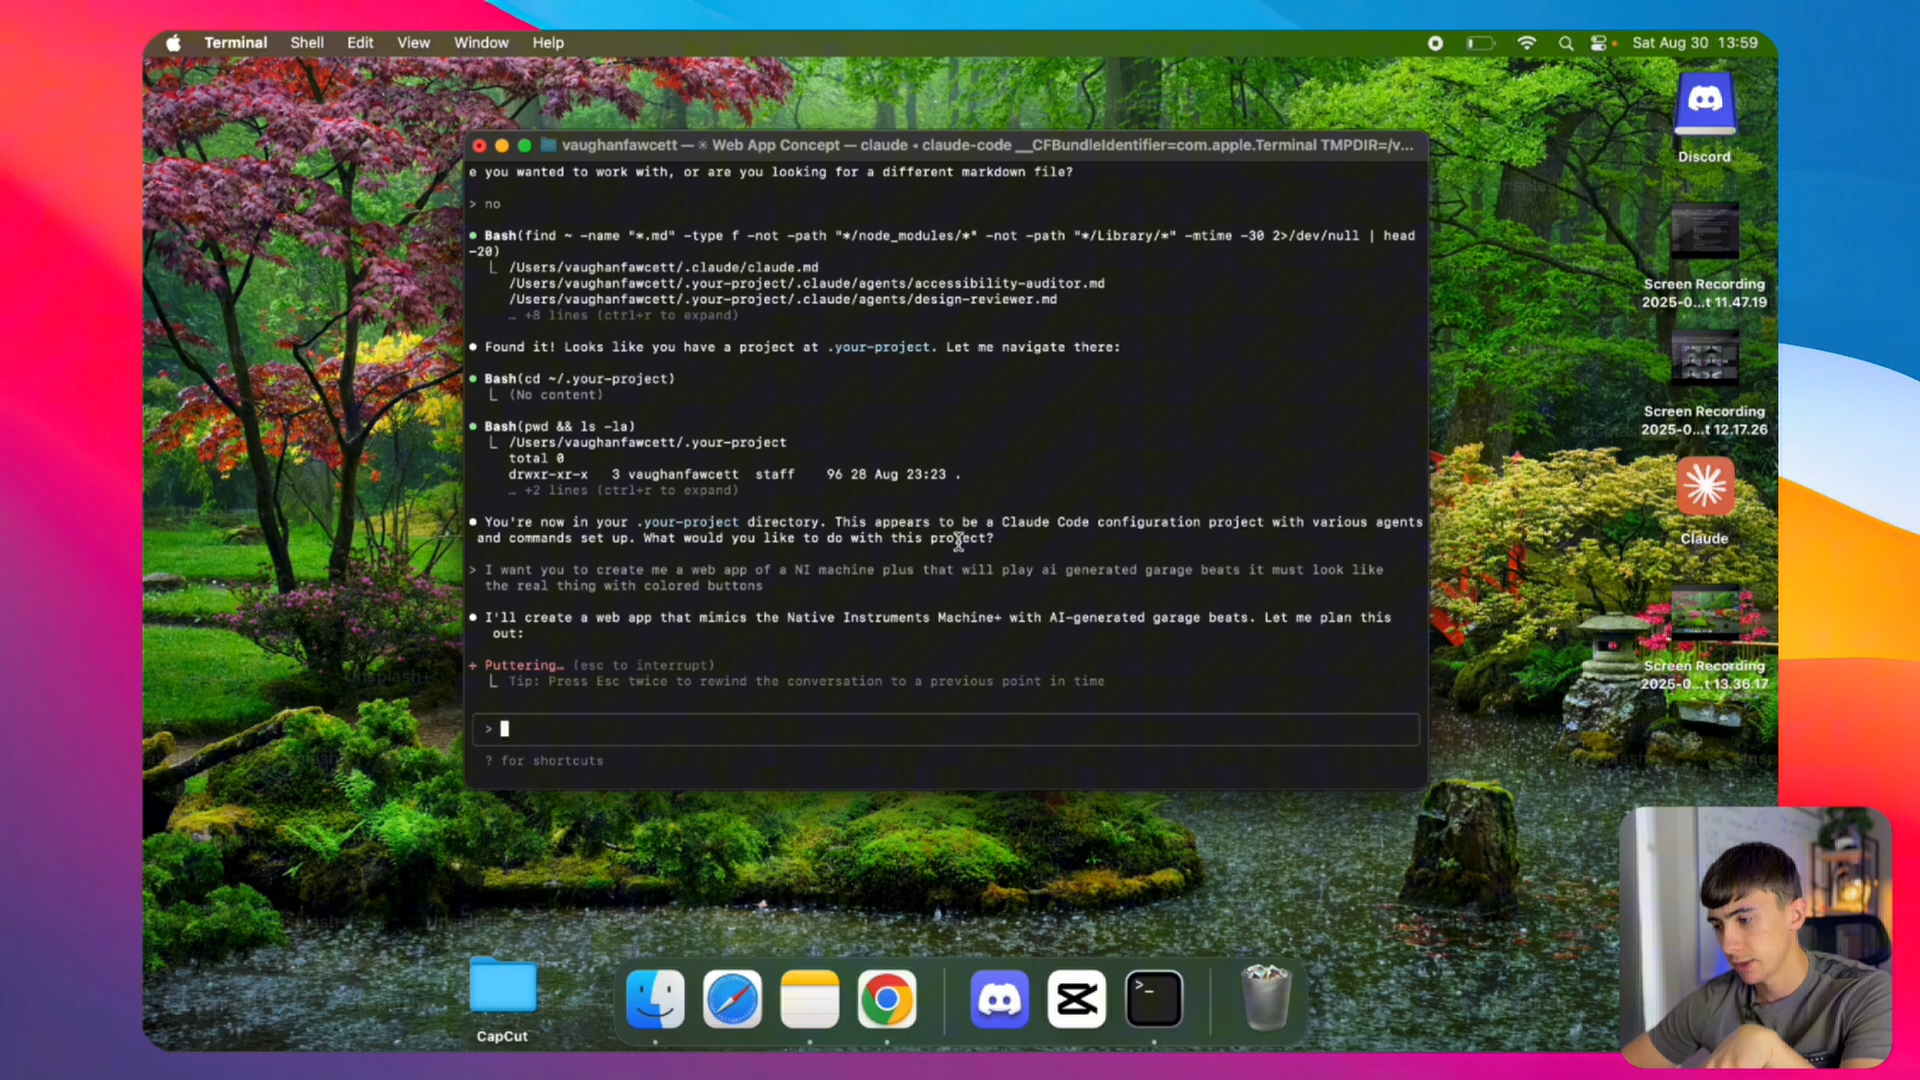 Terminal Shell Edit View Window Help Sat Aug 30 13:59
vaughanfawcett — ✳ Web App Concept — claude ◂ claude-code __CFBundleIdentifier=com.apple.Terminal TMPDIR=/v...
e you wanted to work with, or are you looking for a different markdown file?
> no
Bash(find ~ -name "*.md" -type f -not -path "*/node_modules/*" -not -path "*/Library/*" -mtime -30 2>/dev/null | head
-20)
/Users/vaughanfawcett/.claude/claude.md
/Users/vaughanfawcett/.your-project/.claude/agents/accessibility-auditor.md
/Users/vaughanfawcett/.your-project/.claude/agents/design-reviewer.md
… +8 lines (ctrl+r to expand)
Found it! Looks like you have a project at .your-project. Let me navigate there:
Bash(cd ~/.your-project)
(No content)
Bash(pwd && ls -la)
/Users/vaughanfawcett/.your-project
total 0
drwxr-xr-x 3 vaughanfawcett staff 96 28 Aug 23:23 .
… +2 lines (ctrl+r to expand)
You're now in your .your-project directory. This appears to be a Claude Code configuration project with various agents
and commands set up. What would you like to do with this project?
> I want you to create me a web app of a NI machine plus that will play ai generated garage beats it must look like
the real thing with colored buttons
I'll create a web app that mimics the Native Instruments Machine+ with AI-generated garage beats. Let me plan this
out:
+ Puttering… (esc to interrupt)
Tip: Press Esc twice to rewind the conversation to a previous point in time
>
? for shortcuts
Discord
Screen Recording
2025-0...t 11.47.19
Screen Recording
2025-0...t 12.17.26
Claude
Screen Recording
2025-0...t 13.36.17
CapCut